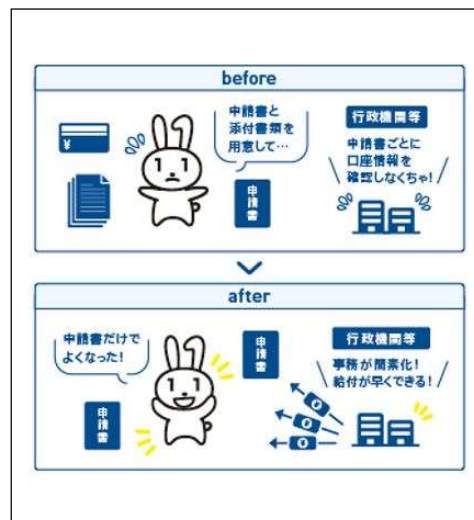 before
申請書と
添付書類を
用意して…
申請書
¥
行政機関等
申請書ごとに
口座情報を
確認しなくちゃ！
after
申請書だけで
よくなった！
申請書
申請書
行政機関等
事務が簡素化！
給付が早くできる！